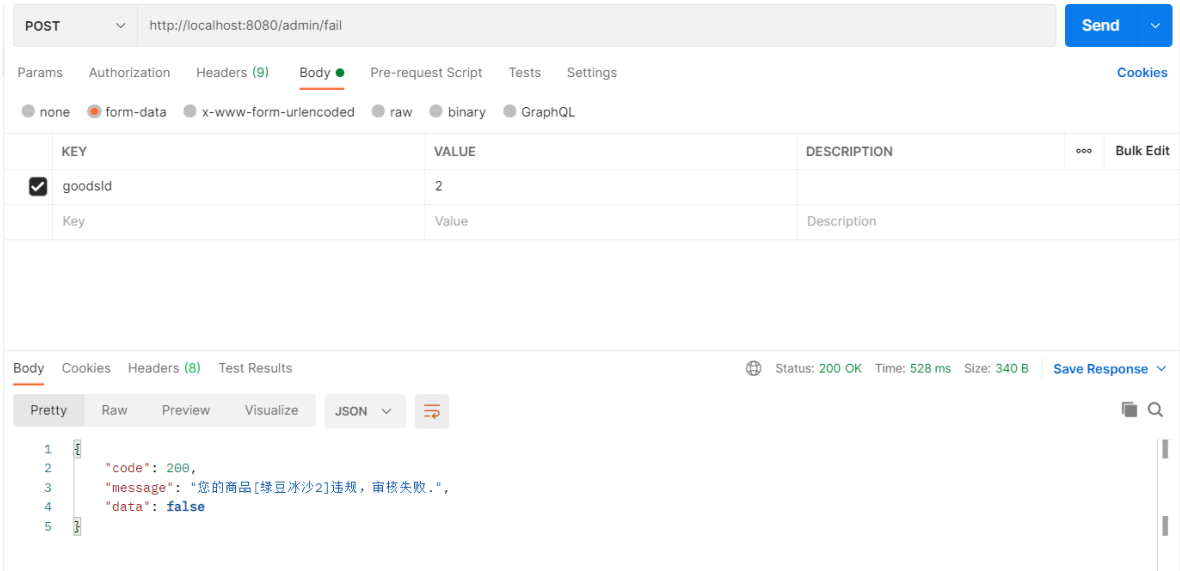 POST http://localhost:8080/admin/fail Send
Params Authorization Headers (9) Body Pre-request Script Tests Settings Cookies
none form-data x-www-form-urlencoded raw binary GraphQL
KEY VALUE DESCRIPTION ooo Bulk Edit
goodsId 2
Key Value Description
Body Cookies Headers (8) Test Results Status: 200 OK Time: 528 ms Size: 340 B Save Response
Pretty Raw Preview Visualize JSON
1 {
2 "code": 200,
3 "message": "您的商品[绿豆冰沙2]违规，审核失败.",
4 "data": false
5 }